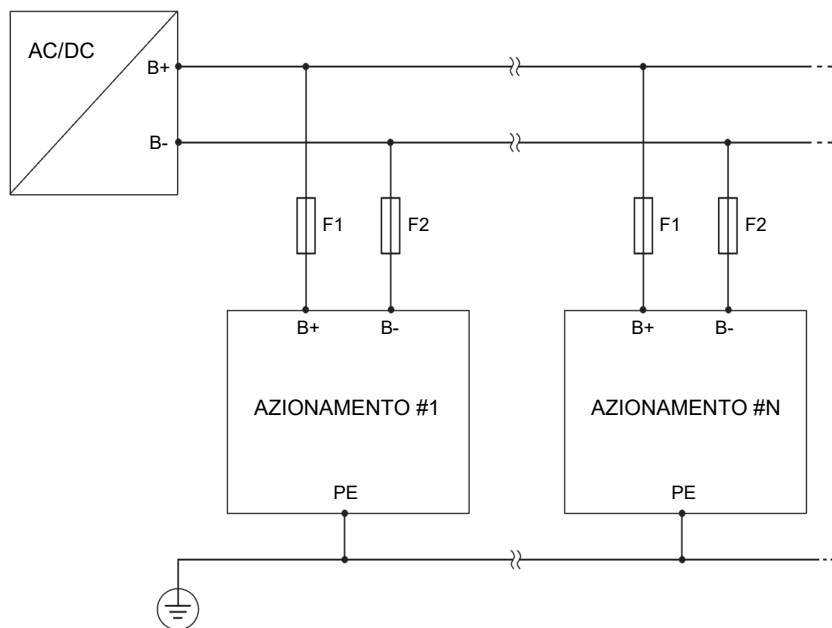 AC/DC
B+
B-
F1
F2
F1
F2
B+
B-
B+
B-
AZIONAMENTO #1
AZIONAMENTO #N
PE
PE